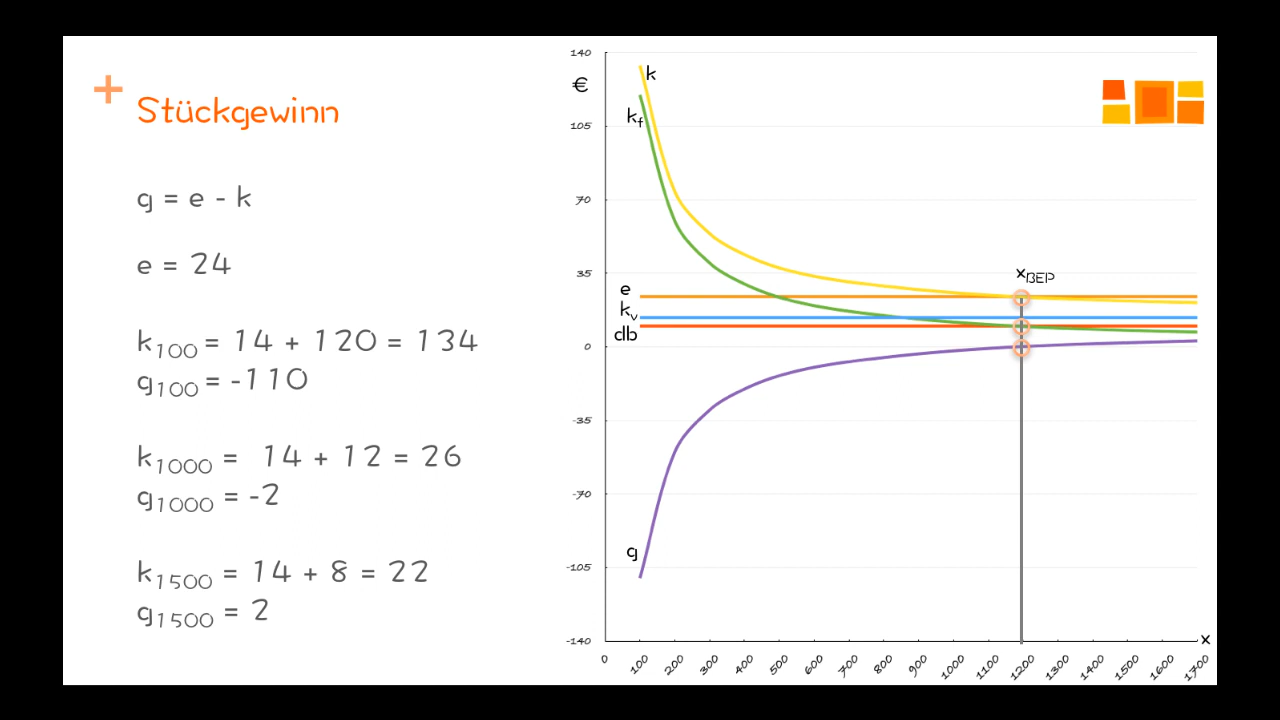 +
Stückgewinn
g = e - k
e = 24
k100 = 14 + 120 = 134
g100 = -110
k1000 = 14 + 12 = 26
g1000 = -2
k1500 = 14 + 8 = 22
g1500 = 2
140
€
k
kf
105
70
35
xBEP
e
kv
db
0
-35
-70
g
-105
-140
x
0 100 200 300 400 500 600 700 800 900 1000 1100 1200 1300 1400 1500 1600 1700